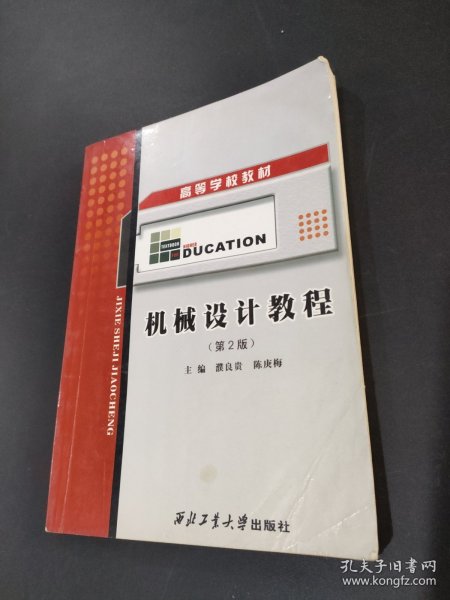 高等学校教材
TEXTBOOK
FOR
HIGHER
DUCATION
机械设计教程
（第2版）
主编 濮良贵 陈庚梅
JIXIE SHEJI JIAOCHENG
西北工业大学出版社
孔夫子旧书网
www.kongfz.com